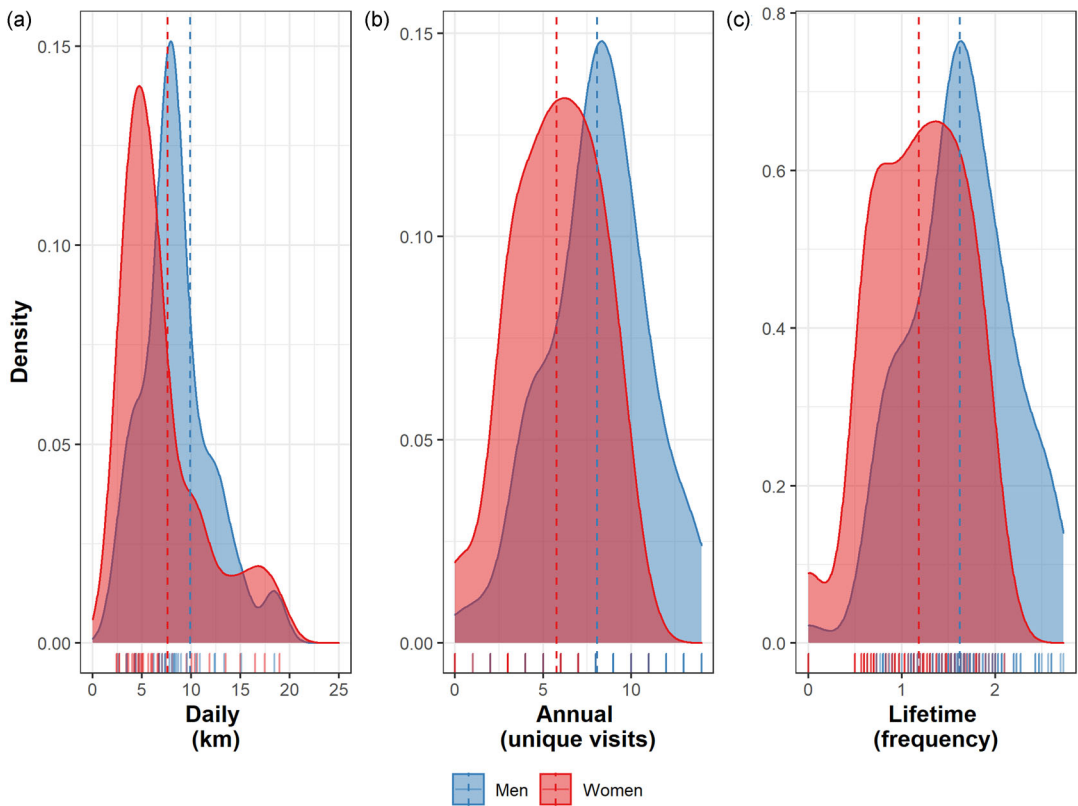 (a)
(b)
(c)
Density
0.15
0.10
0.05
0.00
0.15
0.10
0.05
0.00
0.8
0.6
0.4
0.2
0.0
0 5 10 15 20 25
0 5 10
0 1 2
Daily
(km)
Annual
(unique visits)
Lifetime
(frequency)
Men Women